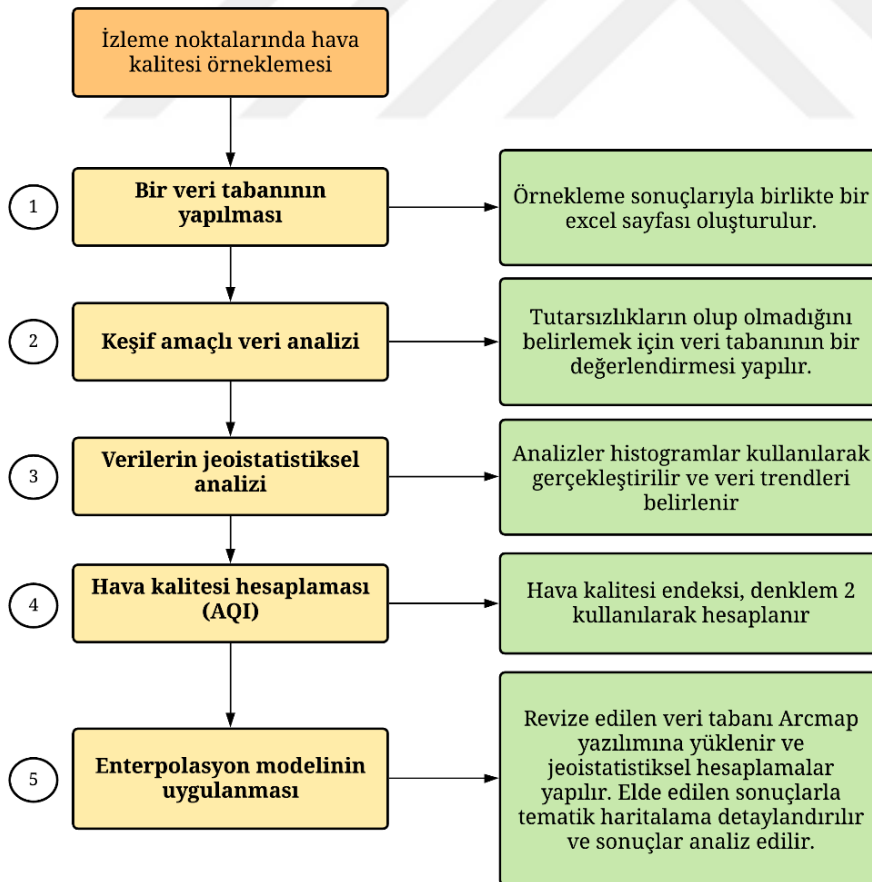 İzleme noktalarında hava
kalitesi örneklemesi
1
Bir veri tabanının
yapılması
Örnekleme sonuçlarıyla birlikte bir
excel sayfası oluşturulur.
2
Keşif amaçlı veri analizi
Tutarsızlıkların olup olmadığını
belirlemek için veri tabanının bir
değerlendirmesi yapılır.
3
Verilerin jeoistatistiksel
analizi
Analizler histogramlar kullanılarak
gerçekleştirilir ve veri trendleri
belirlenir
4
Hava kalitesi hesaplaması
(AQI)
Hava kalitesi endeksi, denklem 2
kullanılarak hesaplanır
5
Enterpolasyon modelinin
uygulanması
Revize edilen veri tabanı Arcmap
yazılımına yüklenir ve
jeoistatistiksel hesaplamalar
yapılır. Elde edilen sonuçlarla
tematik haritalama detaylandırılır
ve sonuçlar analiz edilir.